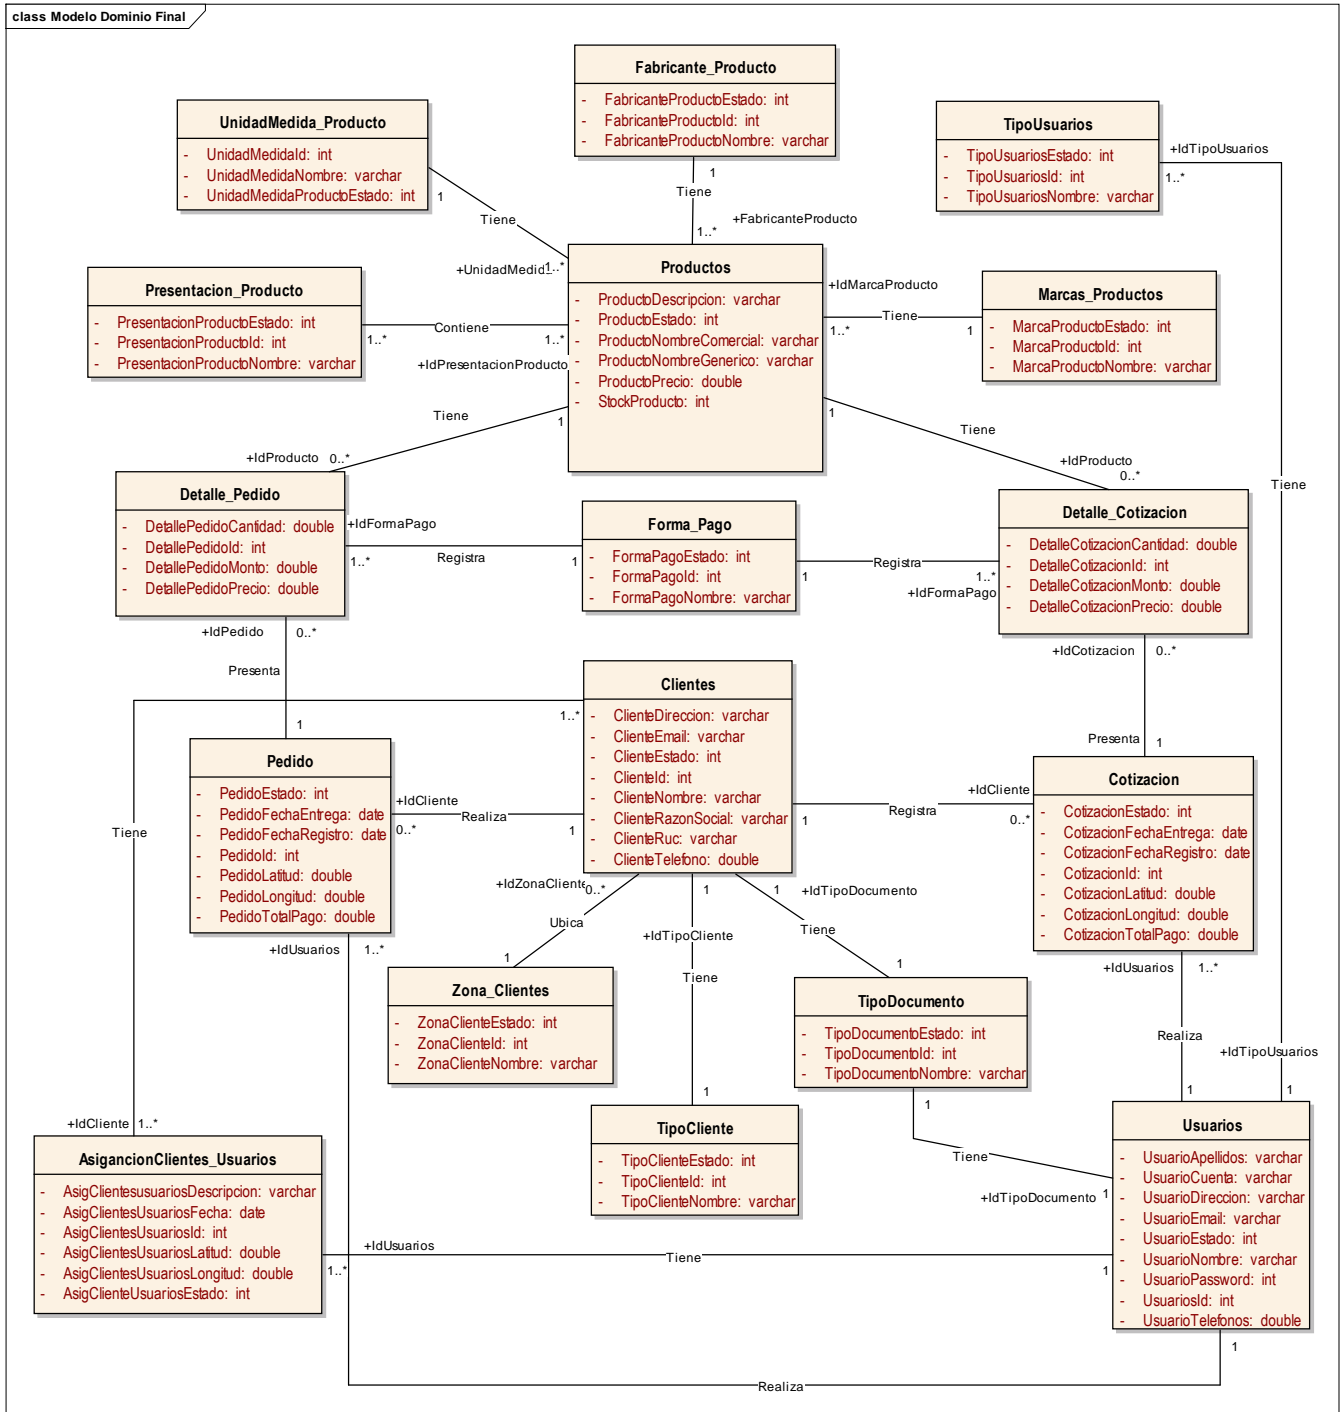 class Modelo Dominio Final
Fabricante_Producto
- FabricanteProductoEstado: int
- FabricanteProductoId: int
- FabricanteProductoNombre: varchar
UnidadMedida_Producto
- UnidadMedidaId: int
- UnidadMedidaNombre: varchar
- UnidadMedidaProductoEstado: int
TipoUsuarios
- TipoUsuariosEstado: int
- TipoUsuariosId: int
- TipoUsuariosNombre: varchar
+IdTipoUsuarios
1..*
1
Tiene
+FabricanteProducto
1..*
1
Tiene
+UnidadMedid
1..*
Productos
- ProductoDescripcion: varchar
- ProductoEstado: int
- ProductoNombreComercial: varchar
- ProductoNombreGenerico: varchar
- ProductoPrecio: double
- StockProducto: int
Presentacion_Producto
- PresentacionProductoEstado: int
- PresentacionProductoId: int
- PresentacionProductoNombre: varchar
1..*
Contiene
1..*
+IdPresentacionProducto
+IdMarcaProducto
1..*
Tiene
1
Marcas_Productos
- MarcaProductoEstado: int
- MarcaProductoId: int
- MarcaProductoNombre: varchar
Tiene
1
+IdProducto
0..*
1
Tiene
+IdProducto
0..*
Tiene
Detalle_Pedido
- DetallePedidoCantidad: double
- DetallePedidoId: int
- DetallePedidoMonto: double
- DetallePedidoPrecio: double
+IdFormaPago
1..*
Registra
1
Forma_Pago
- FormaPagoEstado: int
- FormaPagoId: int
- FormaPagoNombre: varchar
1
Registra
1..*
+IdFormaPago
Detalle_Cotizacion
- DetalleCotizacionCantidad: double
- DetalleCotizacionId: int
- DetalleCotizacionMonto: double
- DetalleCotizacionPrecio: double
+IdPedido
0..*
Presenta
1
+IdCotizacion
0..*
Presenta
1
Clientes
- ClienteDireccion: varchar
- ClienteEmail: varchar
- ClienteEstado: int
- ClienteId: int
- ClienteNombre: varchar
- ClienteRazonSocial: varchar
- ClienteRuc: varchar
- ClienteTelefono: double
1..*
Tiene
Pedido
- PedidoEstado: int
- PedidoFechaEntrega: date
- PedidoFechaRegistro: date
- PedidoId: int
- PedidoLatitud: double
- PedidoLongitud: double
- PedidoTotalPago: double
+IdCliente
0..*
Realiza
1
1
Registra
+IdCliente
0..*
Cotizacion
- CotizacionEstado: int
- CotizacionFechaEntrega: date
- CotizacionFechaRegistro: date
- CotizacionId: int
- CotizacionLatitud: double
- CotizacionLongitud: double
- CotizacionTotalPago: double
+IdZonaCliente
0..*
Ubica
1
1
+IdTipoCliente
Tiene
1
1
+IdTipoDocumento
Tiene
1
+IdUsuarios
1..*
+IdUsuarios
1..*
Realiza
1
+IdTipoUsuarios
1
Zona_Clientes
- ZonaClienteEstado: int
- ZonaClienteId: int
- ZonaClienteNombre: varchar
TipoDocumento
- TipoDocumentoEstado: int
- TipoDocumentoId: int
- TipoDocumentoNombre: varchar
1
Tiene
+IdTipoDocumento
1
TipoCliente
- TipoClienteEstado: int
- TipoClienteId: int
- TipoClienteNombre: varchar
+IdCliente
1..*
AsigancionClientes_Usuarios
- AsigClientesusuariosDescripcion: varchar
- AsigClientesUsuariosFecha: date
- AsigClientesUsuariosId: int
- AsigClientesUsuariosLatitud: double
- AsigClientesUsuariosLongitud: double
- AsigClienteUsuariosEstado: int
+IdUsuarios
1..*
Tiene
1
Usuarios
- UsuarioApellidos: varchar
- UsuarioCuenta: varchar
- UsuarioDireccion: varchar
- UsuarioEmail: varchar
- UsuarioEstado: int
- UsuarioNombre: varchar
- UsuarioPassword: int
- UsuariosId: int
- UsuarioTelefonos: double
1
Realiza